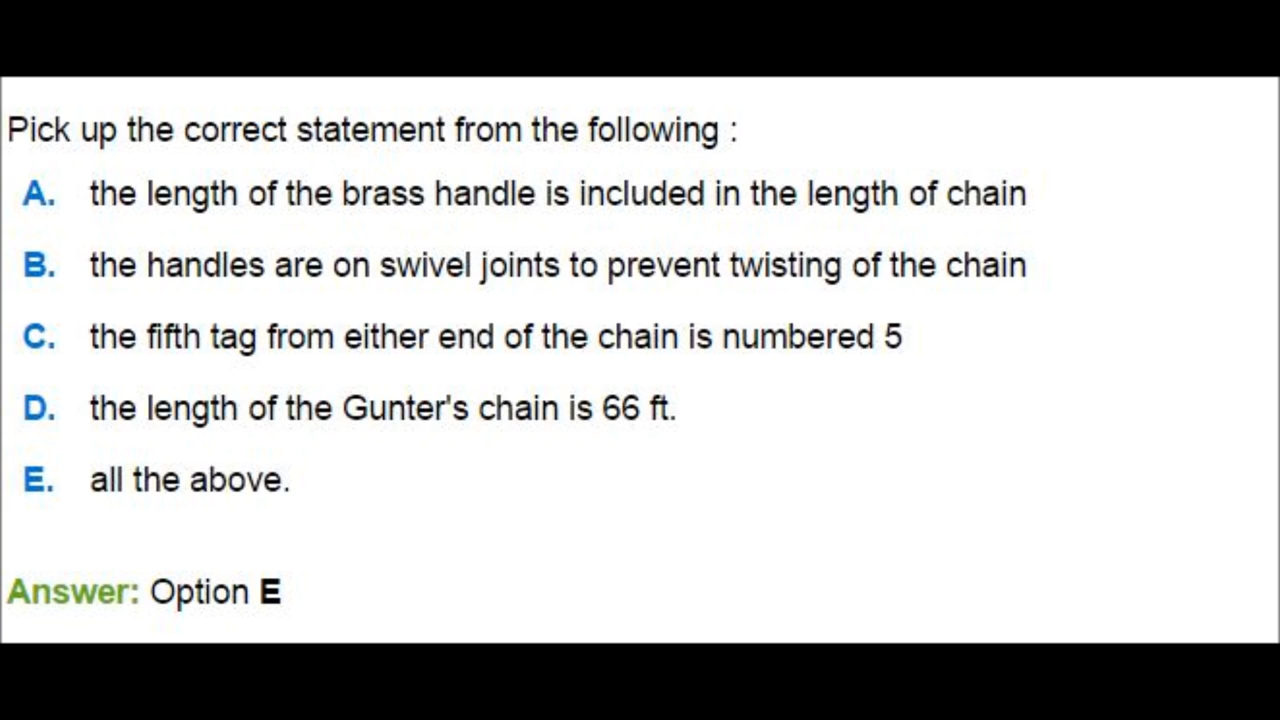 Pick up the correct statement from the following :
A. the length of the brass handle is included in the length of chain
B. the handles are on swivel joints to prevent twisting of the chain
C. the fifth tag from either end of the chain is numbered 5
D. the length of the Gunter's chain is 66 ft.
E. all the above.
Answer: Option E